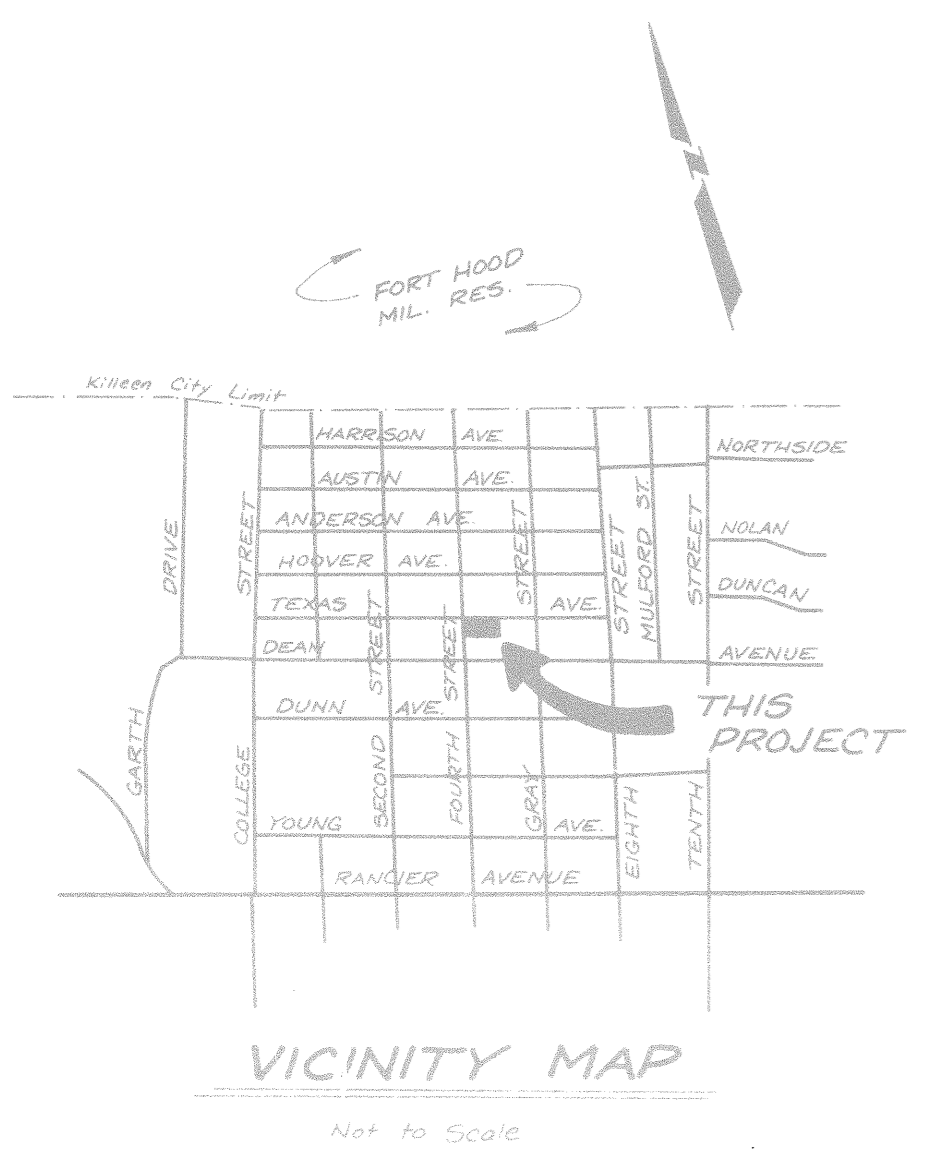 N
FORT HOOD
MIL. RES.
Killeen City Limit
HARRISON AVE
AUSTIN AVE.
ANDERSON AVE.
HOOVER AVE.
TEXAS AVE.
DEAN AVENUE
DUNN AVE.
YOUNG AVE.
RANCIER AVENUE
GARTH DRIVE
COLLEGE STREET
SECOND STREET
FOURTH STREET
GRAY STREET
EIGHTH STREET
MULFORD ST.
TENTH STREET
NORTHSIDE
NOLAN
DUNCAN
THIS
PROJECT
VICINITY MAP
Not to Scale